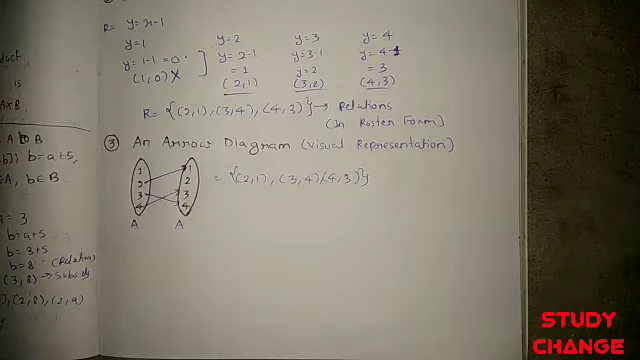 R= y = x-1
y=1
y = 1-1 = 0
(1,0) X
y=2
y = 2-1
= 1
(2,1)
y=3
y = 3-1
y=2
(3,2)
y = 4
y = 4-1
= 3
(4,3)
R= {(2,1), (3,4), (4,3)} → Relations
(In Roster Form)
③ An Arrow Diagram (Visual Representation)
1 1
2 2
3 3
4 4
A A
= {(2,1), (3,4), (4,3)}
duct.
is
AXB
A to B
b = a+5,
∈A, b∈B
a = 3
b = a+5
b = 3+5
b = 8 (Relation)
(3,8) →
(2,8), (2,9)
STUDY
CHANGE